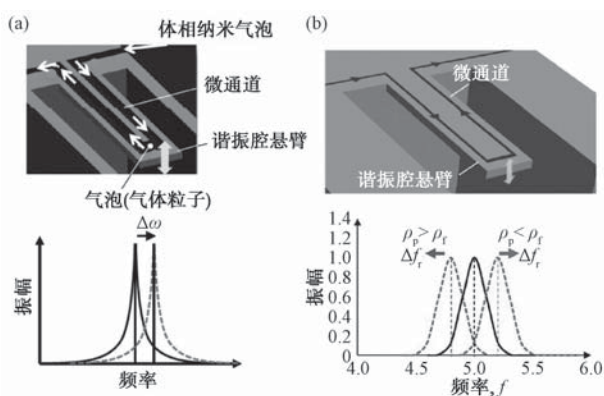 (a)
体相纳米气泡
微通道
谐振腔悬臂
气泡(气体粒子)
Δω
振幅
频率
(b)
微通道
谐振腔悬臂
1.4
1.2
1.0
0.8
0.6
0.4
0.2
0
振幅
ρp>ρf
Δfr
ρp<ρf
Δfr
4.0 4.5 5.0 5.5 6.0
频率, f